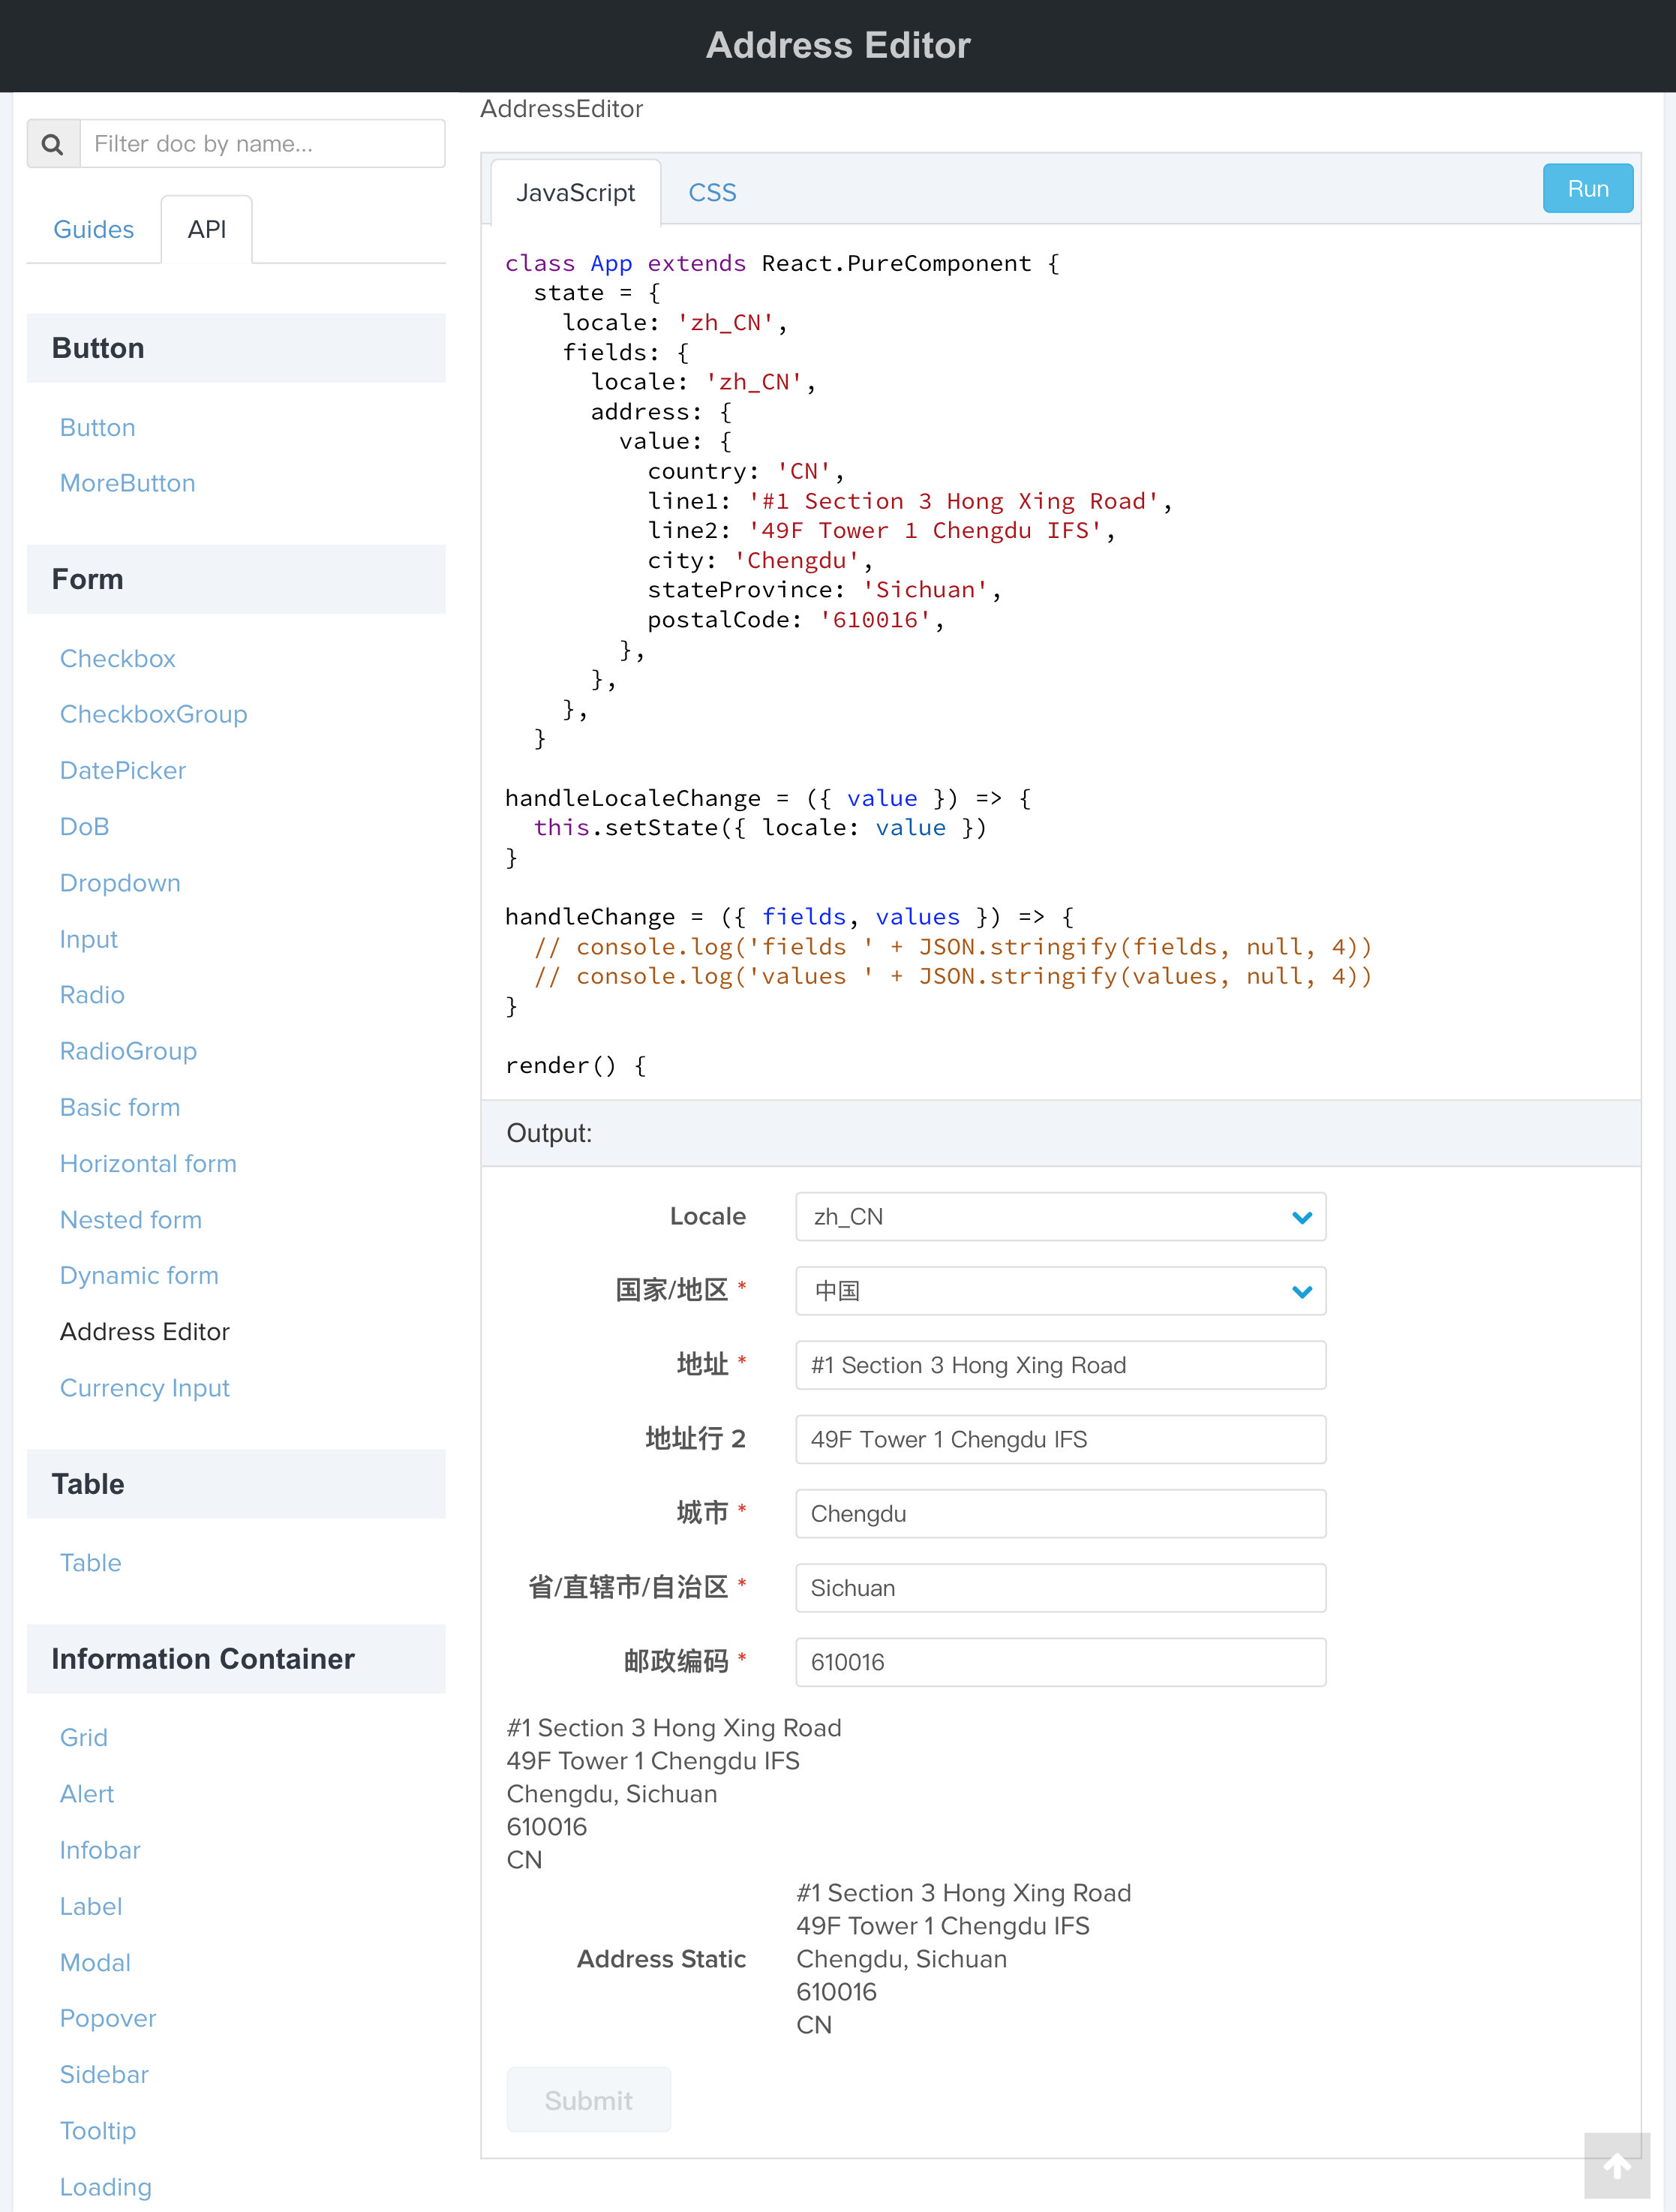 Address Editor
Filter doc by name...
Guides
API
Button
Button
MoreButton
Form
Checkbox
CheckboxGroup
DatePicker
DoB
Dropdown
Input
Radio
RadioGroup
Basic form
Horizontal form
Nested form
Dynamic form
Address Editor
Currency Input
Table
Table
Information Container
Grid
Alert
Infobar
Label
Modal
Popover
Sidebar
Tooltip
Loading
AddressEditor
JavaScript
CSS
Run
class App extends React.PureComponent {
  state = {
    locale: 'zh_CN',
    fields: {
      locale: 'zh_CN',
      address: {
        value: {
          country: 'CN',
          line1: '#1 Section 3 Hong Xing Road',
          line2: '49F Tower 1 Chengdu IFS',
          city: 'Chengdu',
          stateProvince: 'Sichuan',
          postalCode: '610016',
        },
      },
    },
  }
handleLocaleChange = ({ value }) => {
  this.setState({ locale: value })
}
handleChange = ({ fields, values }) => {
  // console.log('fields ' + JSON.stringify(fields, null, 4))
  // console.log('values ' + JSON.stringify(values, null, 4))
}
render() {
Output:
Locale zh_CN
国家/地区 * 中国
地址 * #1 Section 3 Hong Xing Road
地址行 2 49F Tower 1 Chengdu IFS
城市 * Chengdu
省/直辖市/自治区 * Sichuan
邮政编码 * 610016
#1 Section 3 Hong Xing Road
49F Tower 1 Chengdu IFS
Chengdu, Sichuan
610016
CN
Address Static
#1 Section 3 Hong Xing Road
49F Tower 1 Chengdu IFS
Chengdu, Sichuan
610016
CN
Submit